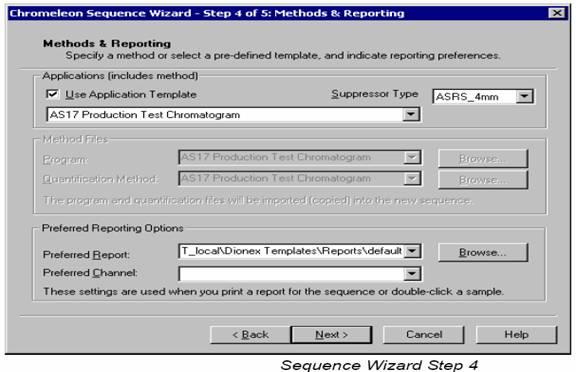 Chromeleon Sequence Wizard - Step 4 of 5: Methods & Reporting
Methods & Reporting
Specify a method or select a pre-defined template, and indicate reporting preferences.
Applications (includes method)
Use Application Template
Suppressor Type
ASRS_4mm
AS17 Production Test Chromatogram
Method Files
Program:
AS17 Production Test Chromatogram
Browse...
Quantification Method:
AS17 Production Test Chromatogram
Browse...
The program and quantification files will be imported (copied) into the new sequence.
Preferred Reporting Options
Preferred Report:
T_local\Dionex Templates\Reports\default
Browse...
Preferred Channel:
These settings are used when you print a report for the sequence or double-click a sample.
< Back
Next >
Cancel
Help
Sequence Wizard Step 4